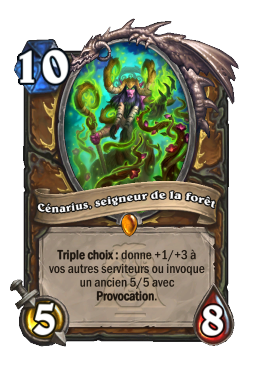 10
Cénarius, seigneur de la forêt
Triple choix : donne +1/+3 à
vos autres serviteurs ou invoque
un ancien 5/5 avec
Provocation.
5
8